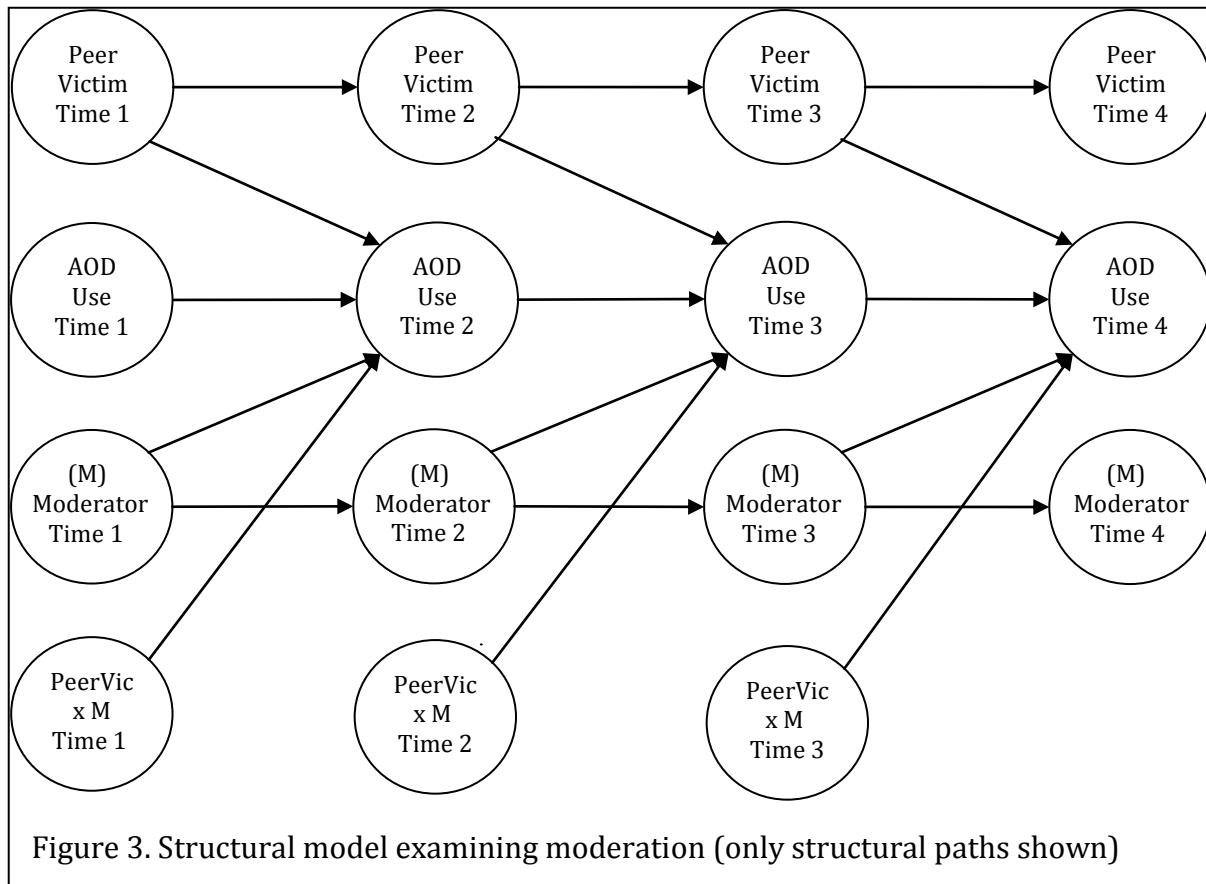 Peer
Victim
Time 1
Peer
Victim
Time 2
Peer
Victim
Time 3
Peer
Victim
Time 4
AOD
Use
Time 1
AOD
Use
Time 2
AOD
Use
Time 3
AOD
Use
Time 4
(M)
Moderator
Time 1
(M)
Moderator
Time 2
(M)
Moderator
Time 3
(M)
Moderator
Time 4
PeerVic
x M
Time 1
PeerVic
x M
Time 2
PeerVic
x M
Time 3
Figure 3. Structural model examining moderation (only structural paths shown)